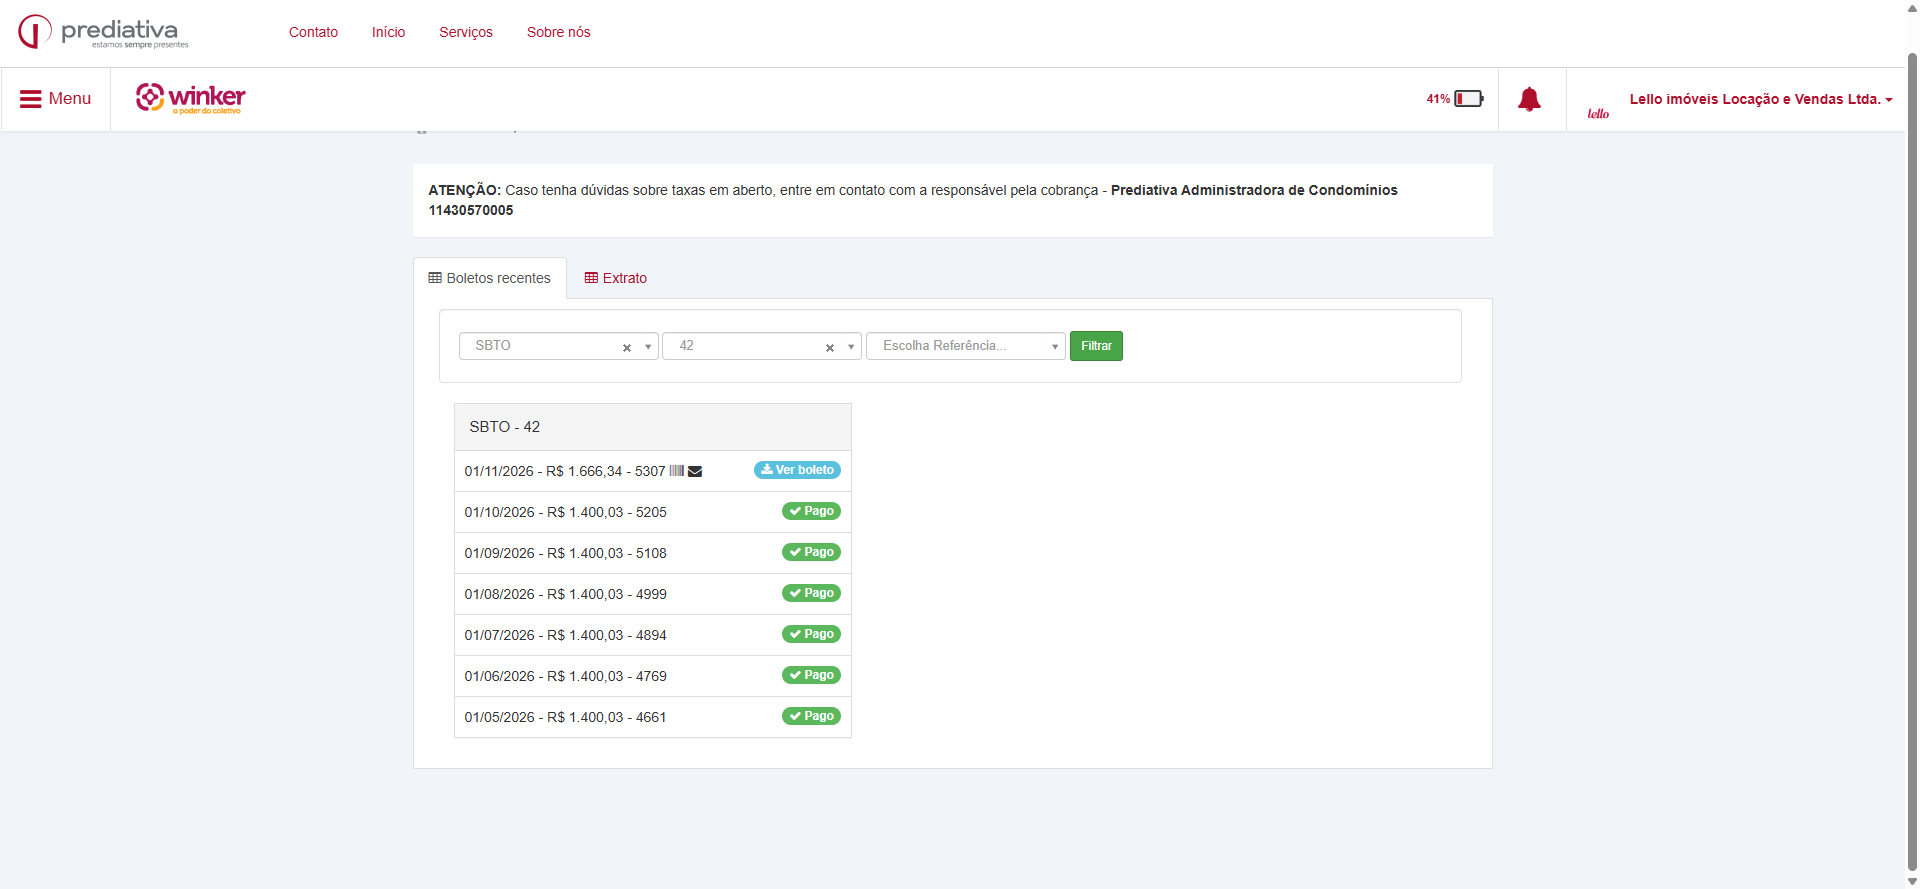 prediativa
estamos sempre presentes
Contato
Início
Serviços
Sobre nós
Menu
winker
o poder do coletivo
41%
lello
Lello imóveis Locação e Vendas Ltda.
ATENÇÃO: Caso tenha dúvidas sobre taxas em aberto, entre em contato com a responsável pela cobrança - Prediativa Administradora de Condomínios
11430570005
Boletos recentes
Extrato
SBTO
42
Escolha Referência...
Filtrar
SBTO - 42
01/11/2026 - R$ 1.666,34 - 5307
Ver boleto
01/10/2026 - R$ 1.400,03 - 5205
Pago
01/09/2026 - R$ 1.400,03 - 5108
Pago
01/08/2026 - R$ 1.400,03 - 4999
Pago
01/07/2026 - R$ 1.400,03 - 4894
Pago
01/06/2026 - R$ 1.400,03 - 4769
Pago
01/05/2026 - R$ 1.400,03 - 4661
Pago